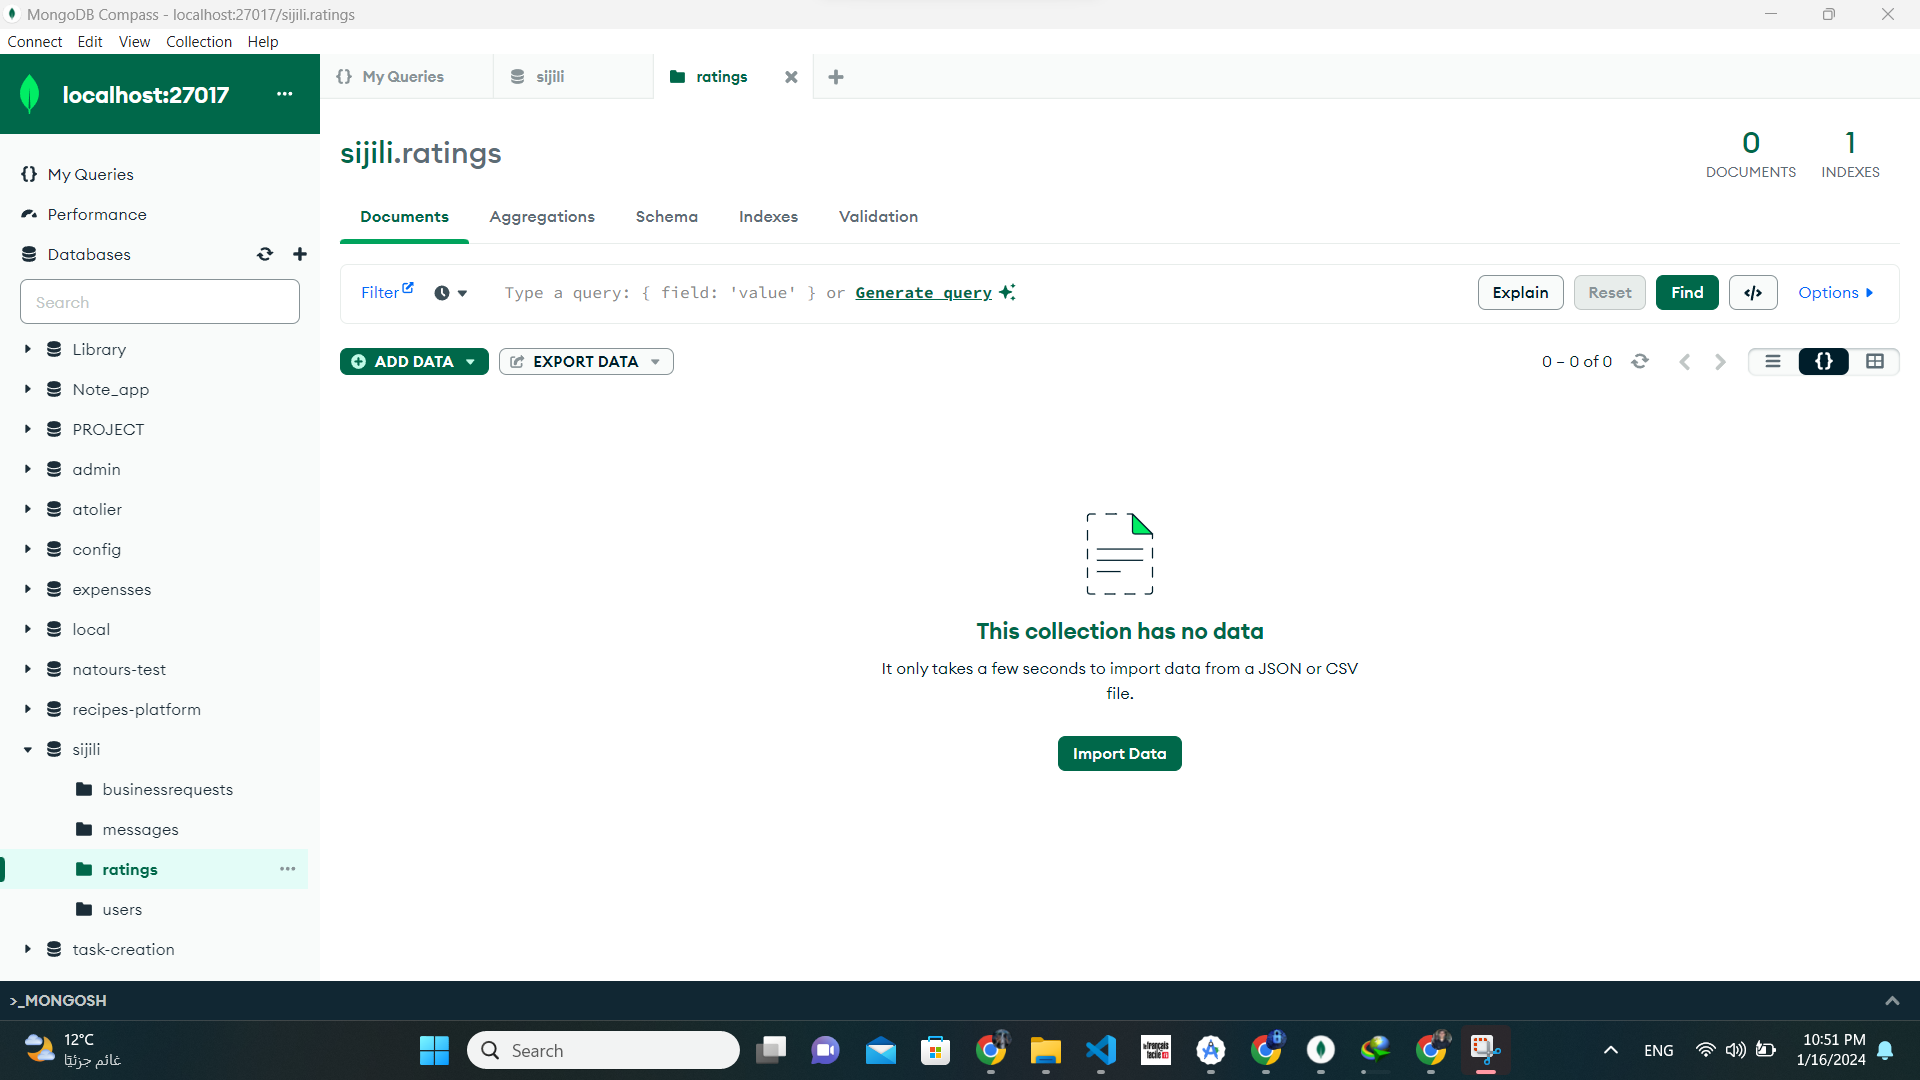 MongoDB Compass - localhost:27017/sijili.ratings
Connect Edit View Collection Help
localhost:27017
My Queries
sijili
ratings
My Queries
Performance
Databases
Search
Library
Note_app
PROJECT
admin
atolier
config
expensses
local
natours-test
recipes-platform
sijili
businessrequests
messages
ratings
users
task-creation
sijili.ratings
0 DOCUMENTS
1 INDEXES
Documents Aggregations Schema Indexes Validation
Filter
Type a query: { field: 'value' } or Generate query
Explain Reset Find </> Options
ADD DATA EXPORT DATA
0 – 0 of 0
{}
This collection has no data
It only takes a few seconds to import data from a JSON or CSV
file.
Import Data
>_MONGOSH
12°C
غائم جزئيًا
Search
le français facile
ENG
10:51 PM
1/16/2024